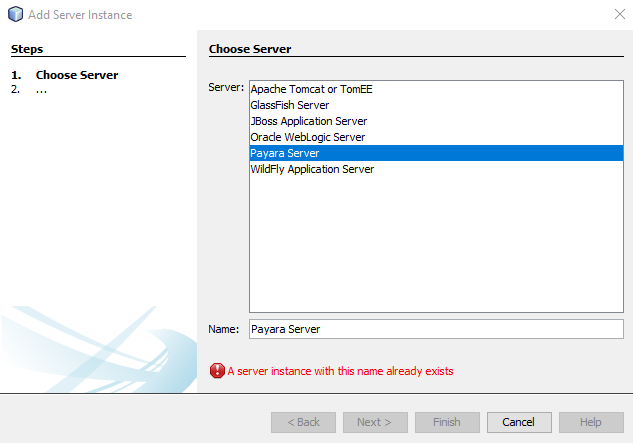 Add Server Instance
Steps
1. Choose Server
2. ...
Choose Server
Server:
Apache Tomcat or TomEE
GlassFish Server
JBoss Application Server
Oracle WebLogic Server
Payara Server
WildFly Application Server
Name: Payara Server
A server instance with this name already exists
< Back Next > Finish Cancel Help